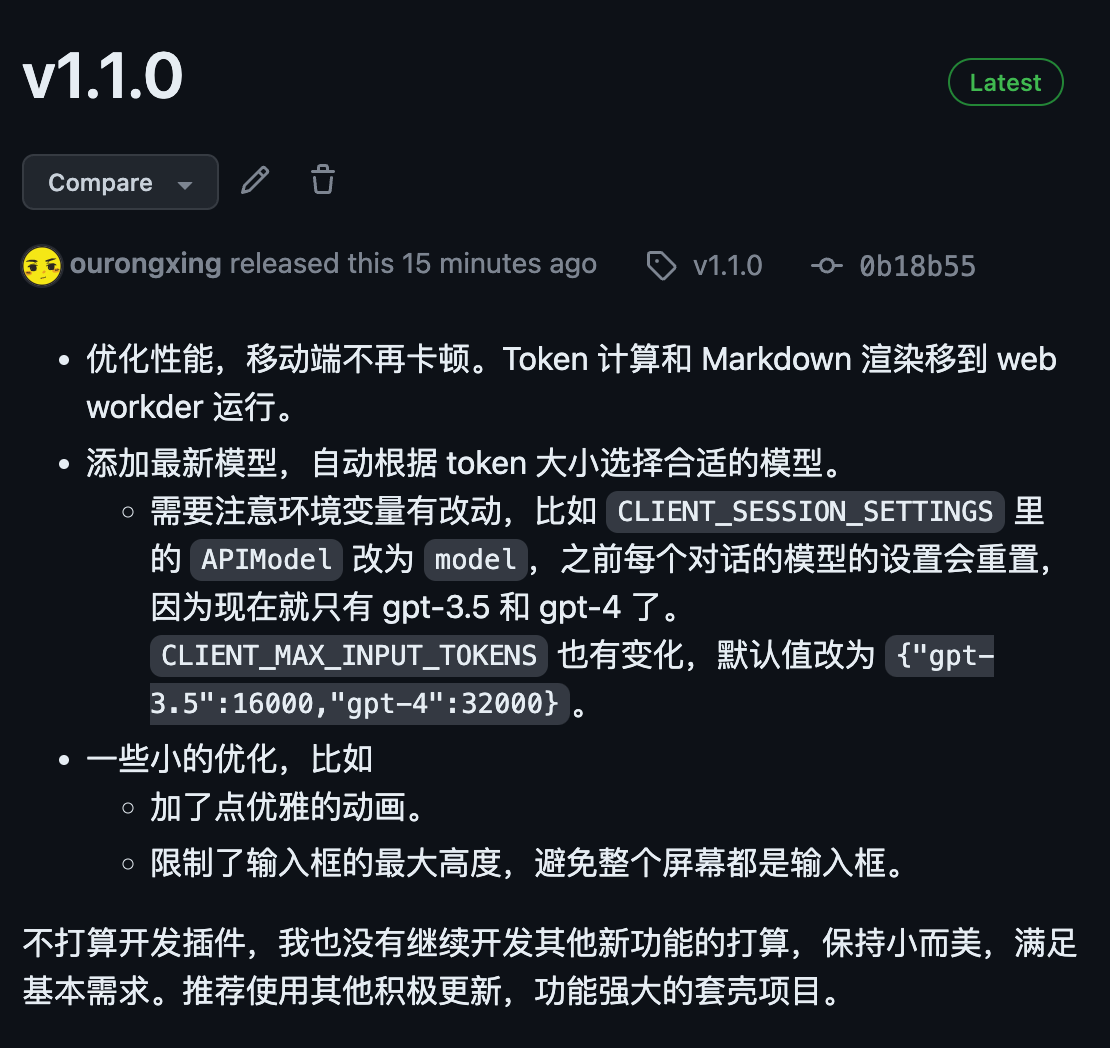 v1.1.0
Latest
Compare
ourongxing released this 15 minutes ago v1.1.0 0b18b55
优化性能，移动端不再卡顿。Token 计算和 Markdown 渲染移到 web
workder 运行。
添加最新模型，自动根据 token 大小选择合适的模型。
需要注意环境变量有改动，比如 CLIENT_SESSION_SETTINGS 里
的 APIModel 改为 model，之前每个对话的模型的设置会重置，
因为现在就只有 gpt-3.5 和 gpt-4 了。
CLIENT_MAX_INPUT_TOKENS 也有变化，默认值改为 {"gpt-
3.5":16000,"gpt-4":32000}。
一些小的优化，比如
加了点优雅的动画。
限制了输入框的最大高度，避免整个屏幕都是输入框。
不打算开发插件，我也没有继续开发其他新功能的打算，保持小而美，满足
基本需求。推荐使用其他积极更新，功能强大的套壳项目。